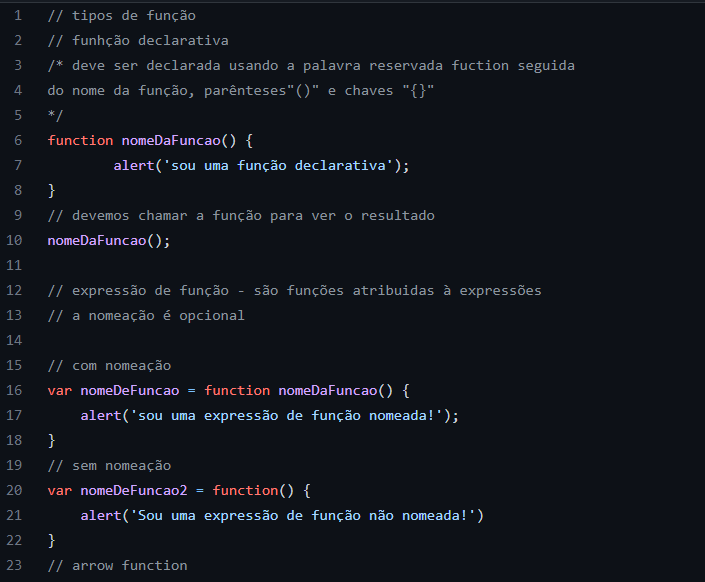 1 // tipos de função
2 // funhção declarativa
3 /* deve ser declarada usando a palavra reservada fuction seguida
4 do nome da função, parênteses"()" e chaves "{}"
5 */
6 function nomeDaFuncao() {
7 alert('sou uma função declarativa');
8 }
9 // devemos chamar a função para ver o resultado
10 nomeDaFuncao();
11
12 // expressão de função - são funções atribuidas à expressões
13 // a nomeação é opcional
14
15 // com nomeação
16 var nomeDeFuncao = function nomeDaFuncao() {
17 alert('sou uma expressão de função nomeada!');
18 }
19 // sem nomeação
20 var nomeDeFuncao2 = function() {
21 alert('Sou uma expressão de função não nomeada!')
22 }
23 // arrow function